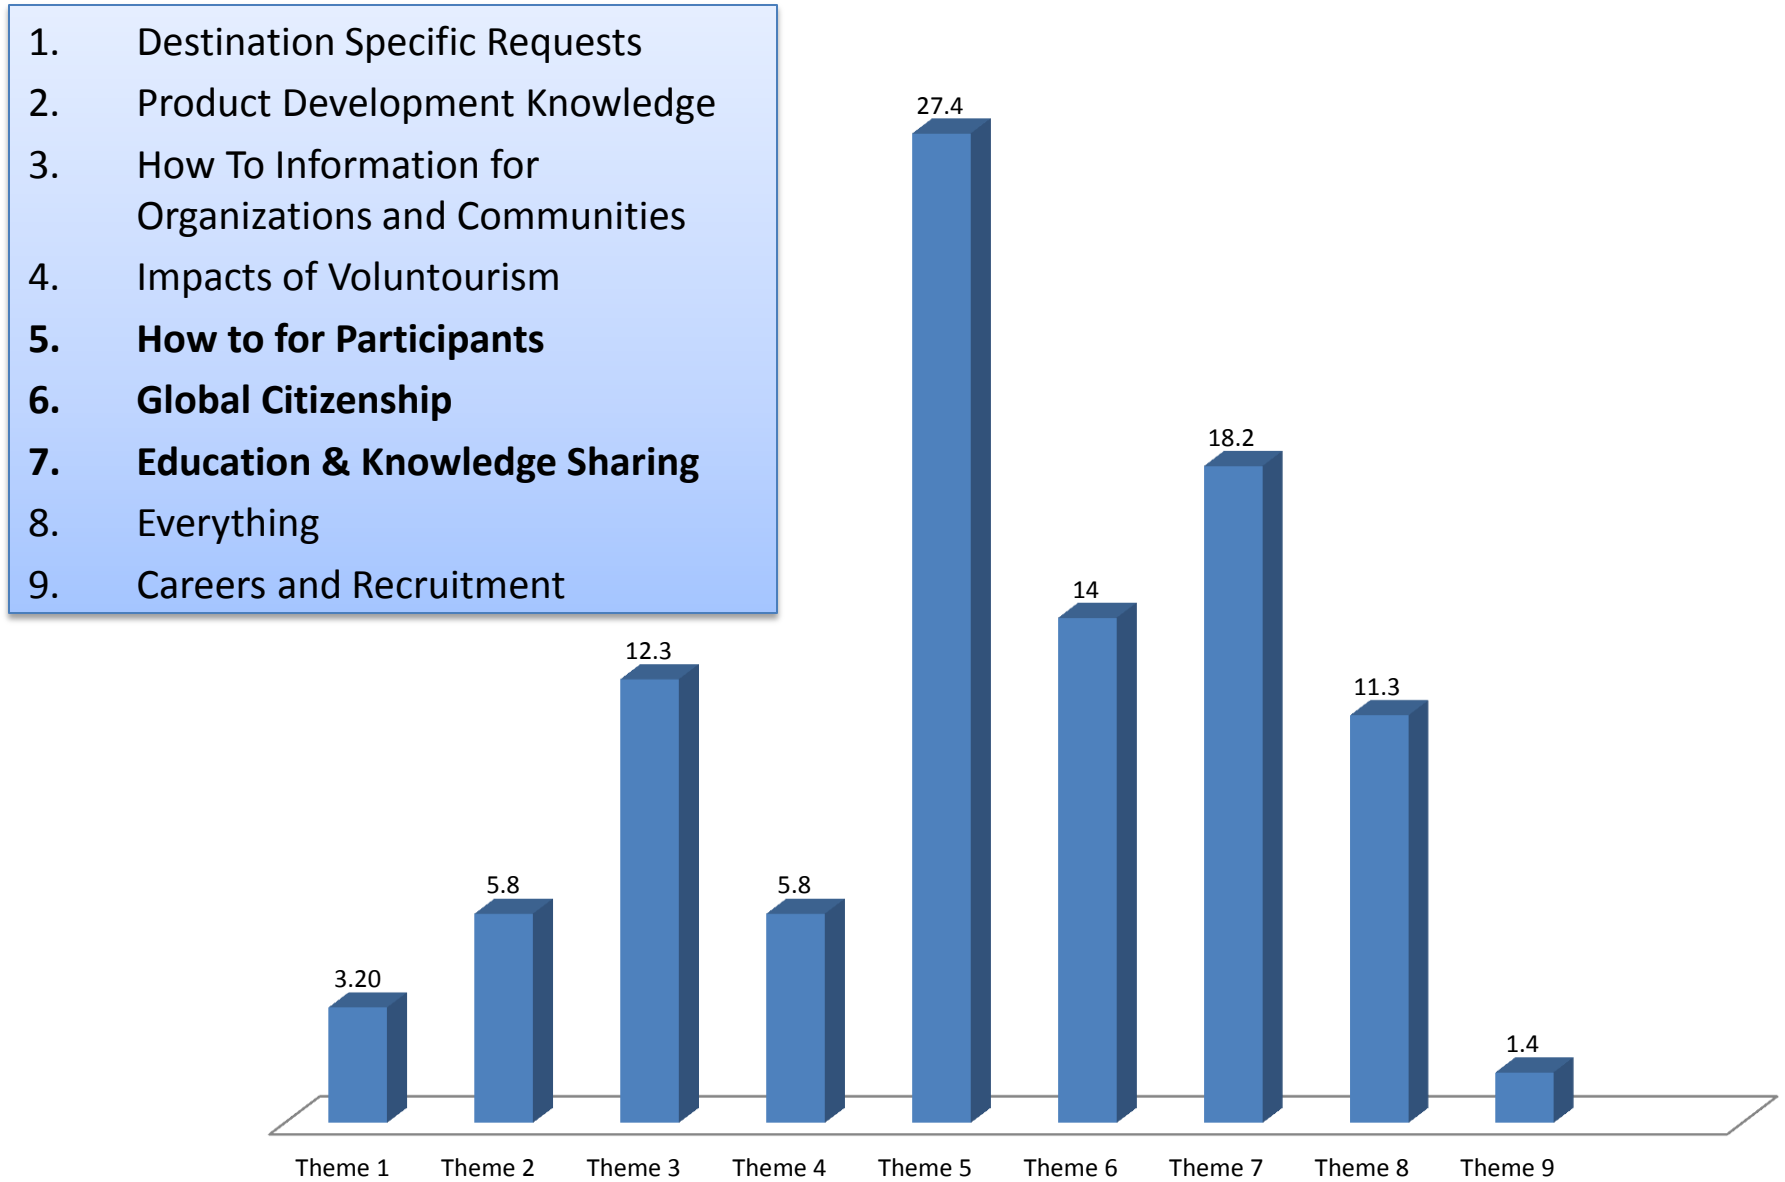 1. Destination Specific Requests
2. Product Development Knowledge
3. How To Information for
Organizations and Communities
4. Impacts of Voluntourism
5. How to for Participants
6. Global Citizenship
7. Education & Knowledge Sharing
8. Everything
9. Careers and Recruitment
27.4
18.2
14
12.3
11.3
5.8
5.8
3.20
1.4
Theme 1
Theme 2
Theme 3
Theme 4
Theme 5
Theme 6
Theme 7
Theme 8
Theme 9